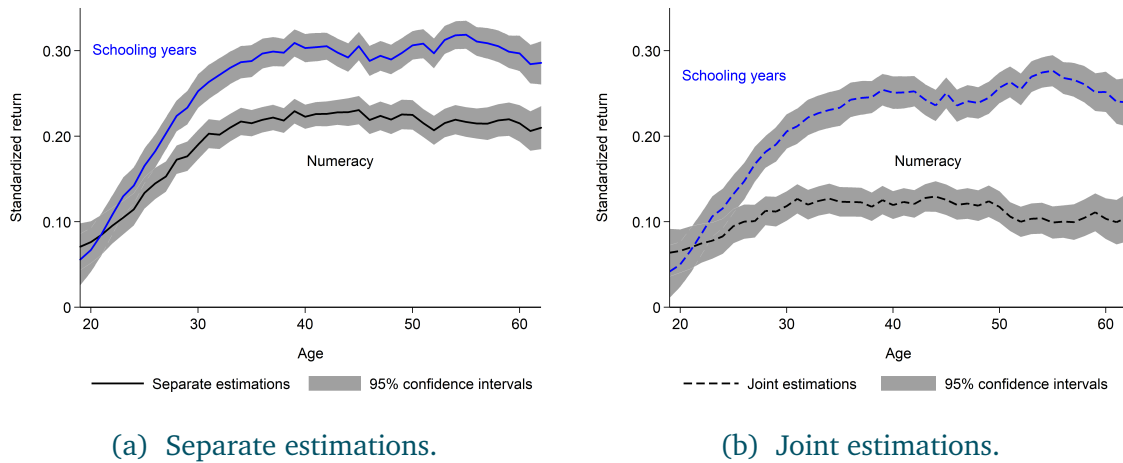 Standardized return
0.30
0.20
0.10
0
Schooling years
Numeracy
20 30 40 50 60
Age
Separate estimations 95% confidence intervals
(a) Separate estimations.
Standardized return
0.30
0.20
0.10
0
Schooling years
Numeracy
20 30 40 50 60
Age
Joint estimations 95% confidence intervals
(b) Joint estimations.